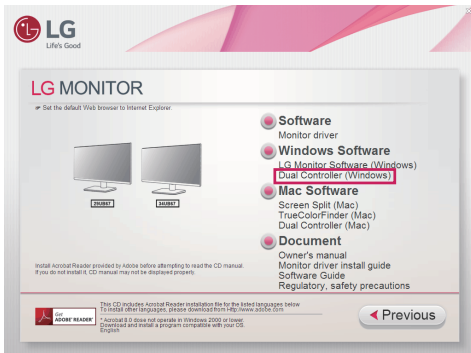 LG
Life's Good
LG MONITOR
☞ Set the default Web browser to Internet Explorer.
29UB67
34UB67
Software
Monitor driver
Windows Software
LG Monitor Software (Windows)
Dual Controller (Windows)
Mac Software
Screen Split (Mac)
TrueColorFinder (Mac)
Dual Controller (Mac)
Document
Owner's manual
Monitor driver install guide
Software Guide
Regulatory, safety precautions
Install Acrobat Reader provided by Adobe before attempting to read the CD manual.
If you do not install it, CD manual may not be displayed properly.
Get
ADOBE® READER®
This CD includes Acrobat Reader installation file for the listed languages below.
To install other languages, please download from Http://www.adobe.com
* Acrobat 8.0 dose not operate in Windows 2000 or lower.
Download and install a program compatible with your OS.
English
Previous